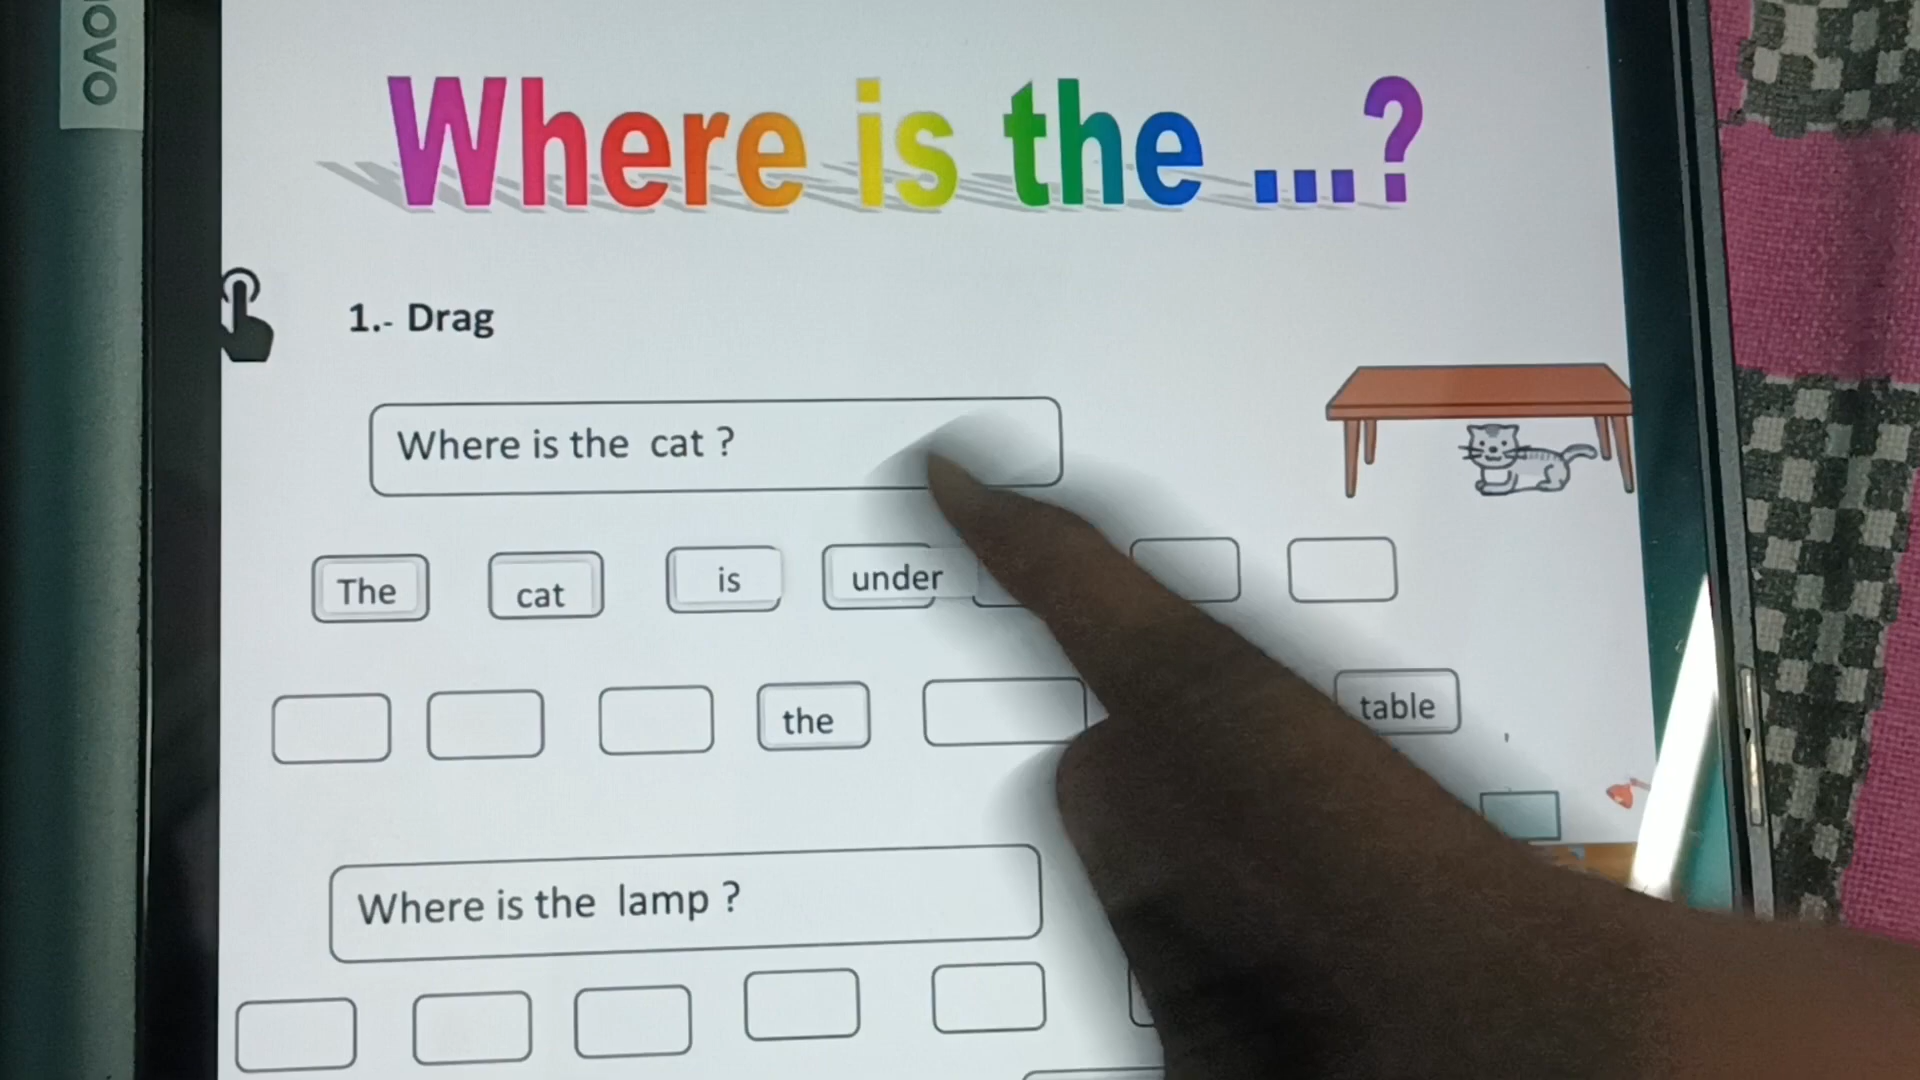 Where is the ...?
1.- Drag
Where is the cat ?
The cat is under
the table
Where is the lamp ?